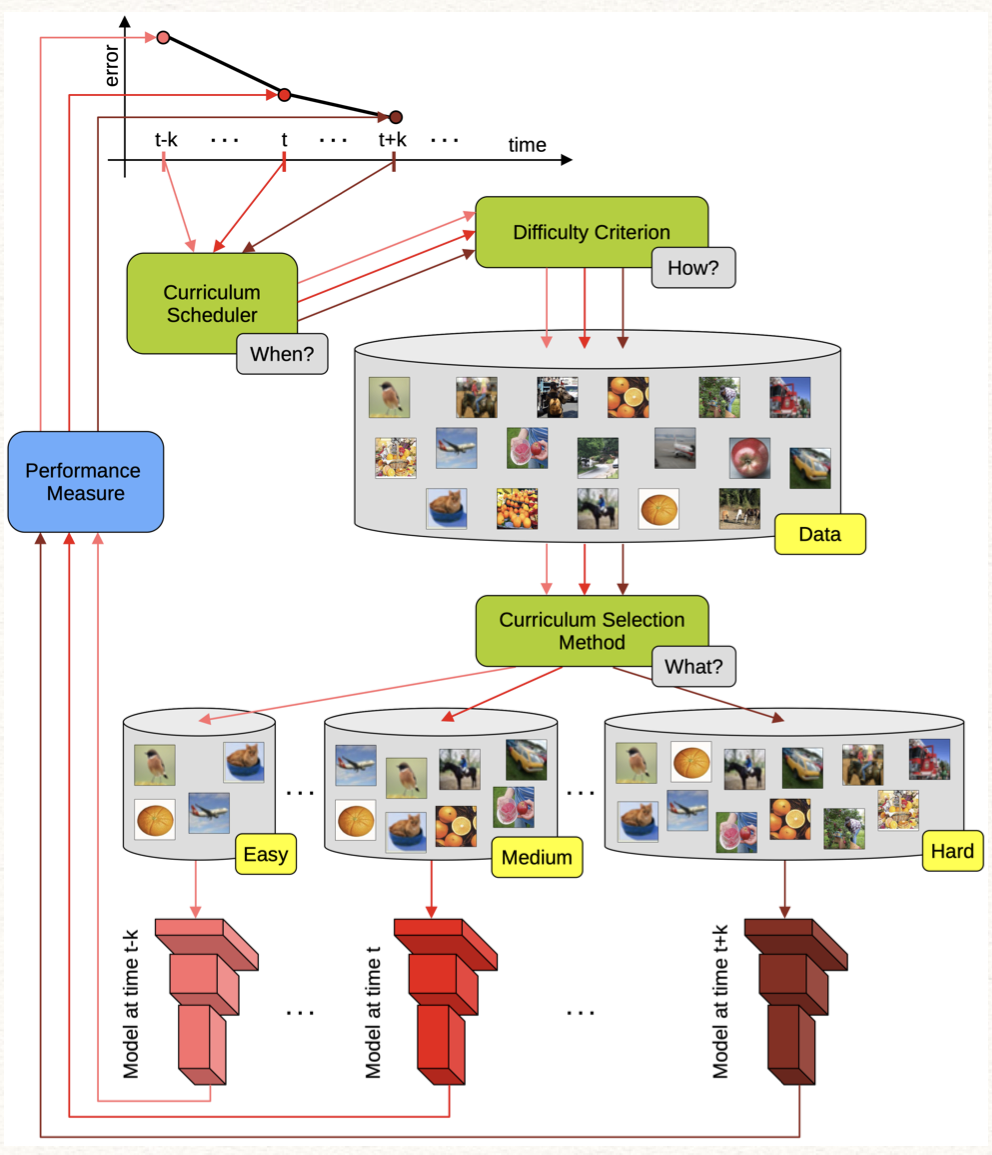 error
t-k ... t ... t+k ...
time
Difficulty Criterion
How?
Curriculum
Scheduler
When?
Performance
Measure
Data
Curriculum Selection
Method
What?
...
...
Easy
Medium
Hard
Model at time t-k
...
Model at time t
...
Model at time t+k